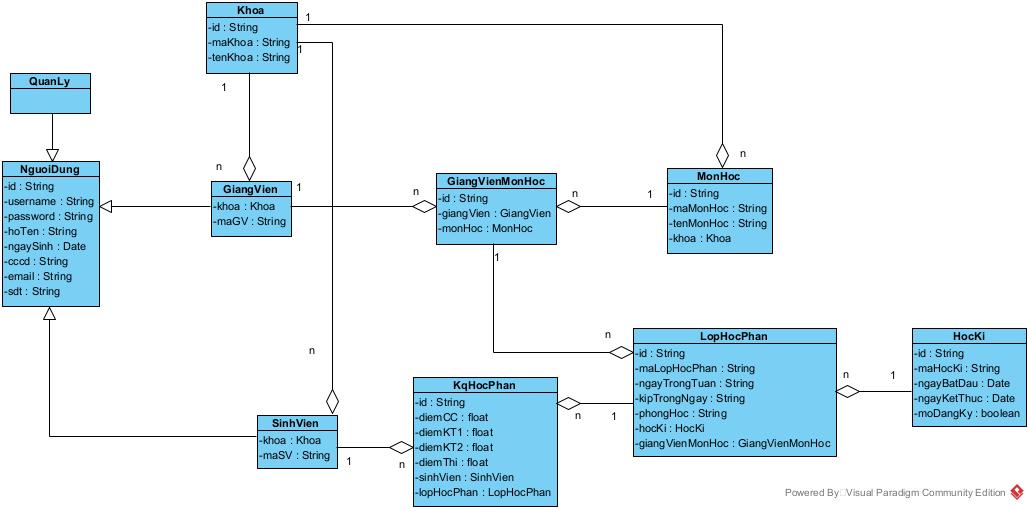 Khoa
-id : String
-maKhoa : String
-tenKhoa : String
1
1
1
n
QuanLy
NguoiDung
-id : String
-username : String
-password : String
-hoTen : String
-ngaySinh : Date
-cccd : String
-email : String
-sdt : String
GiangVien
-khoa : Khoa
-maGV : String
1
n
GiangVienMonHoc
-id : String
-giangVien : GiangVien
-monHoc : MonHoc
n
1
n
MonHoc
-id : String
-maMonHoc : String
-tenMonHoc : String
-khoa : Khoa
1
n
n
SinhVien
-khoa : Khoa
-maSV : String
1
n
KqHocPhan
-id : String
-diemCC : float
-diemKT1 : float
-diemKT2 : float
-diemThi : float
-sinhVien : SinhVien
-lopHocPhan : LopHocPhan
n
1
LopHocPhan
-id : String
-maLopHocPhan : String
-ngayTrongTuan : String
-kipTrongNgay : String
-phongHoc : String
-hocKi : HocKi
-giangVienMonHoc : GiangVienMonHoc
n
1
HocKi
-id : String
-maHocKi : String
-ngayBatDau : Date
-ngayKetThuc : Date
-moDangKy : boolean
Powered By Visual Paradigm Community Edition